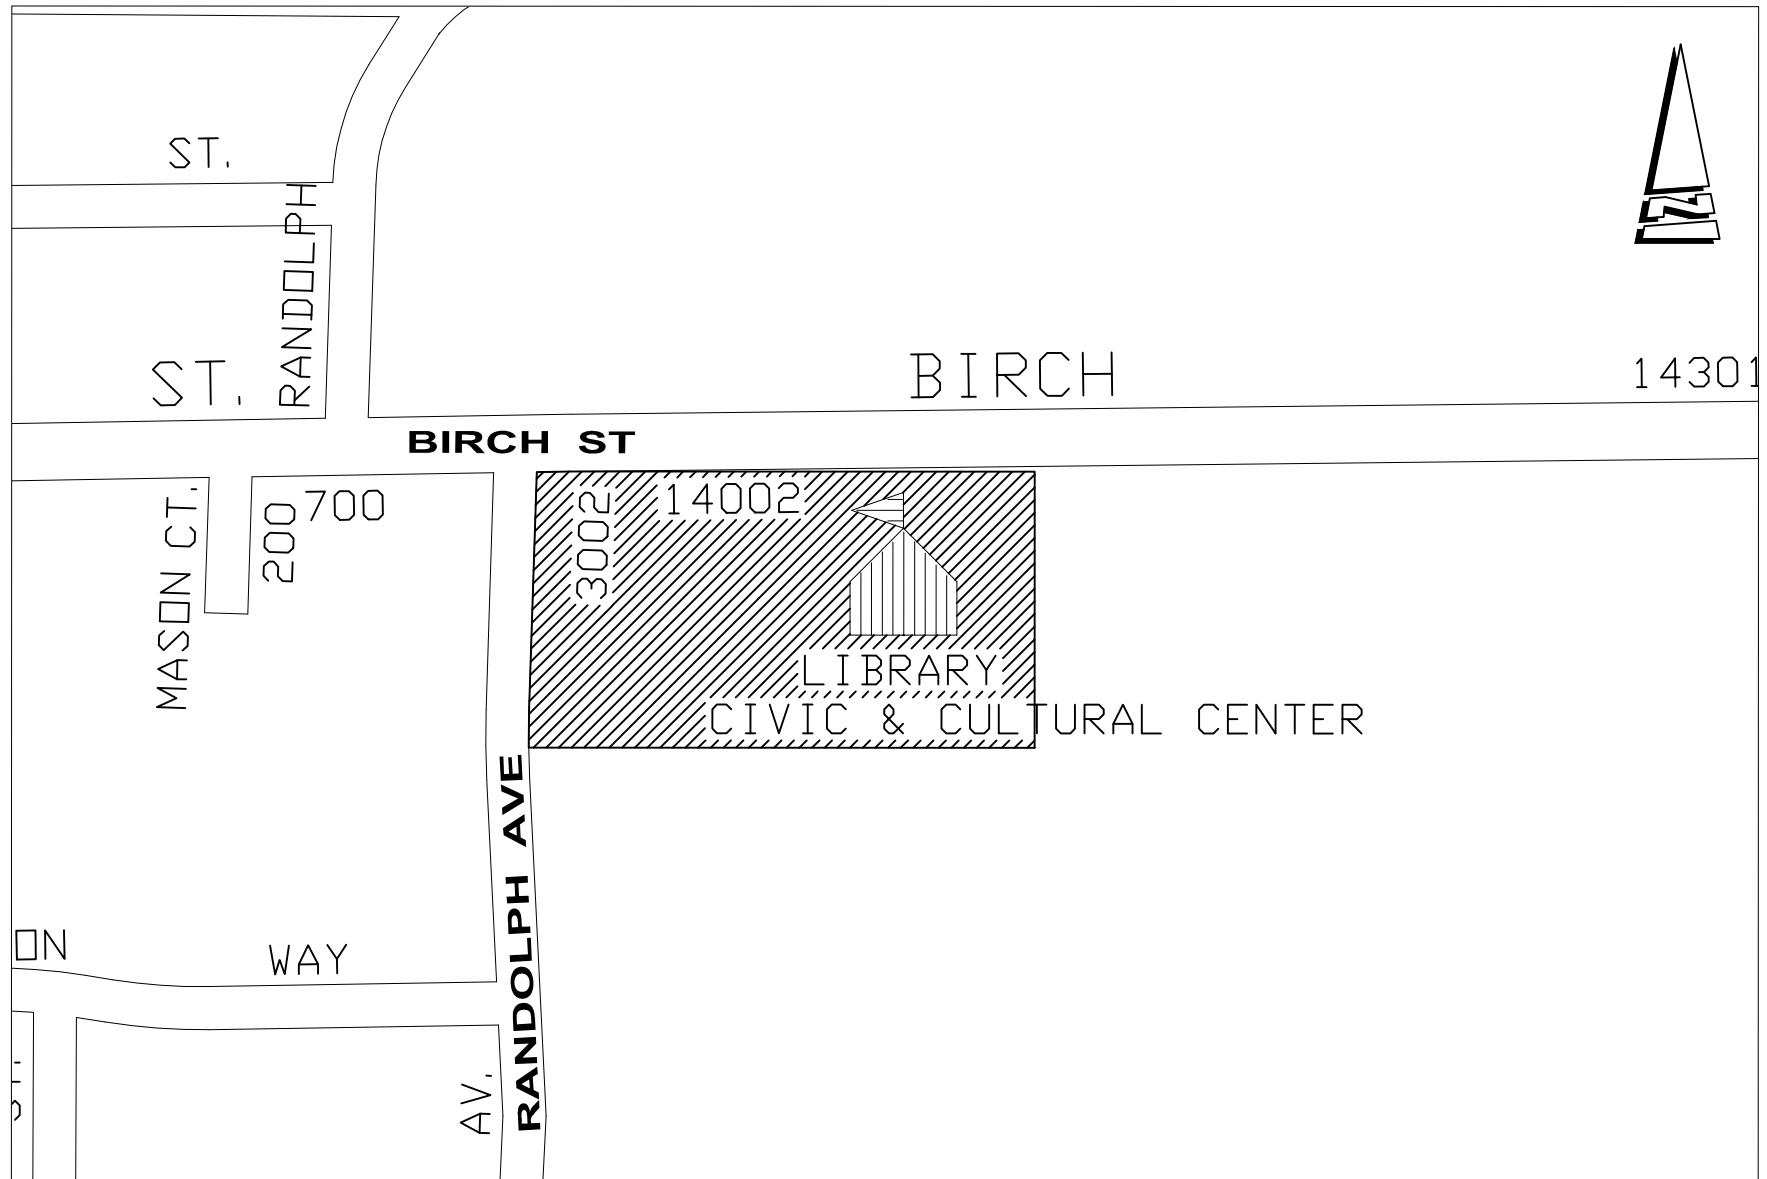 ST.
N
RANDOLPH
ST.
BIRCH
14301
BIRCH ST
MASON CT.
200
700
3002
14002
LIBRARY
CIVIC & CULTURAL CENTER
RANDOLPH AVE
ON
WAY
ST.
AV.